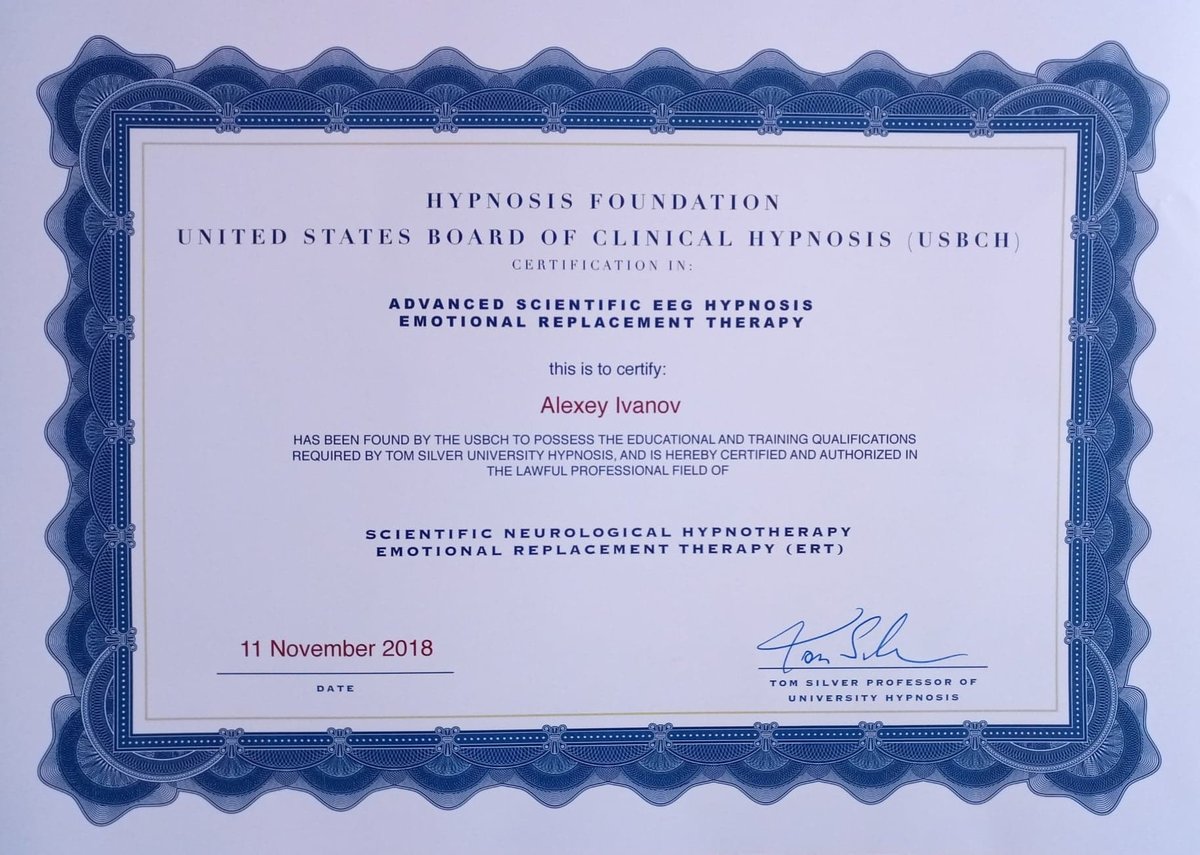 HYPNOSIS FOUNDATION
UNITED STATES BOARD OF CLINICAL HYPNOSIS (USBCH)
CERTIFICATION IN:
ADVANCED SCIENTIFIC EEG HYPNOSIS
EMOTIONAL REPLACEMENT THERAPY
this is to certify:
Alexey Ivanov
HAS BEEN FOUND BY THE USBCH TO POSSESS THE EDUCATIONAL AND TRAINING QUALIFICATIONS
REQUIRED BY TOM SILVER UNIVERSITY HYPNOSIS, AND IS HEREBY CERTIFIED AND AUTHORIZED IN
THE LAWFUL PROFESSIONAL FIELD OF
SCIENTIFIC NEUROLOGICAL HYPNOTHERAPY
EMOTIONAL REPLACEMENT THERAPY (ERT)
11 November 2018
DATE
Tom Silver
TOM SILVER PROFESSOR OF
UNIVERSITY HYPNOSIS